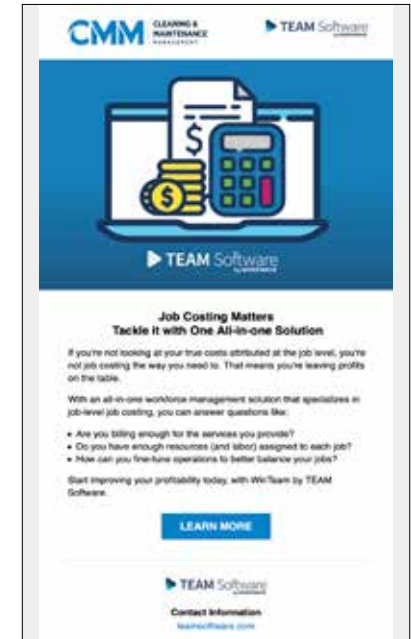 CMM CLEANING &
MAINTENANCE
MANAGEMENT
TEAM Software
$
$
TEAM Software
BY WORKWAVE
Job Costing Matters
Tackle it with One All-in-one Solution
If you're not looking at your true costs attributed at the job level, you're
not job costing the way you need to. That means you're leaving profits
on the table.
With an all-in-one workforce management solution that specializes in
job-level job costing, you can answer questions like:
• Are you billing enough for the services you provide?
• Do you have enough resources (and labor) assigned to each job?
• How can you fine-tune operations to better balance your jobs?
Start improving your profitability today, with WinTeam by TEAM
Software.
LEARN MORE
TEAM Software
Contact Information
teamsoftware.com